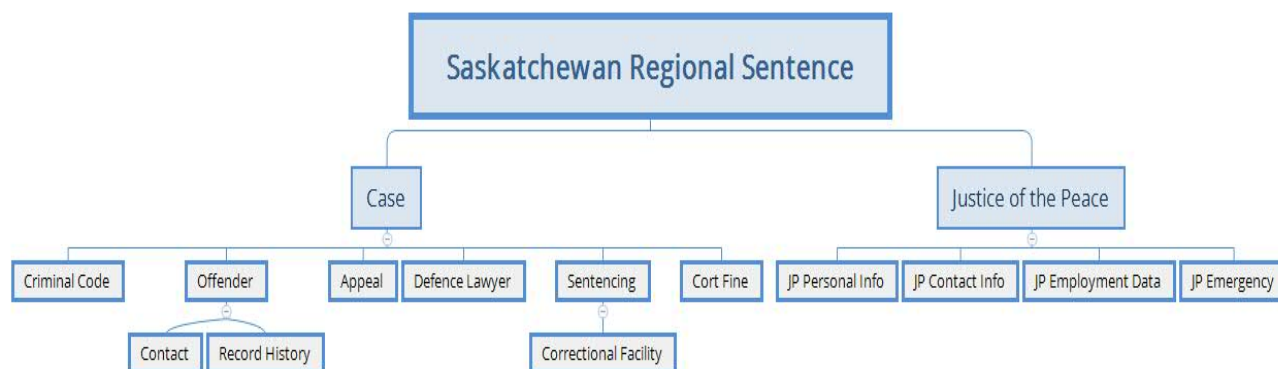 Saskatchewan Regional Sentence
Case
Justice of the Peace
Criminal Code
Offender
Appeal
Defence Lawyer
Sentencing
Cort Fine
JP Personal Info
JP Contact Info
JP Employment Data
JP Emergency
Contact
Record History
Correctional Facility